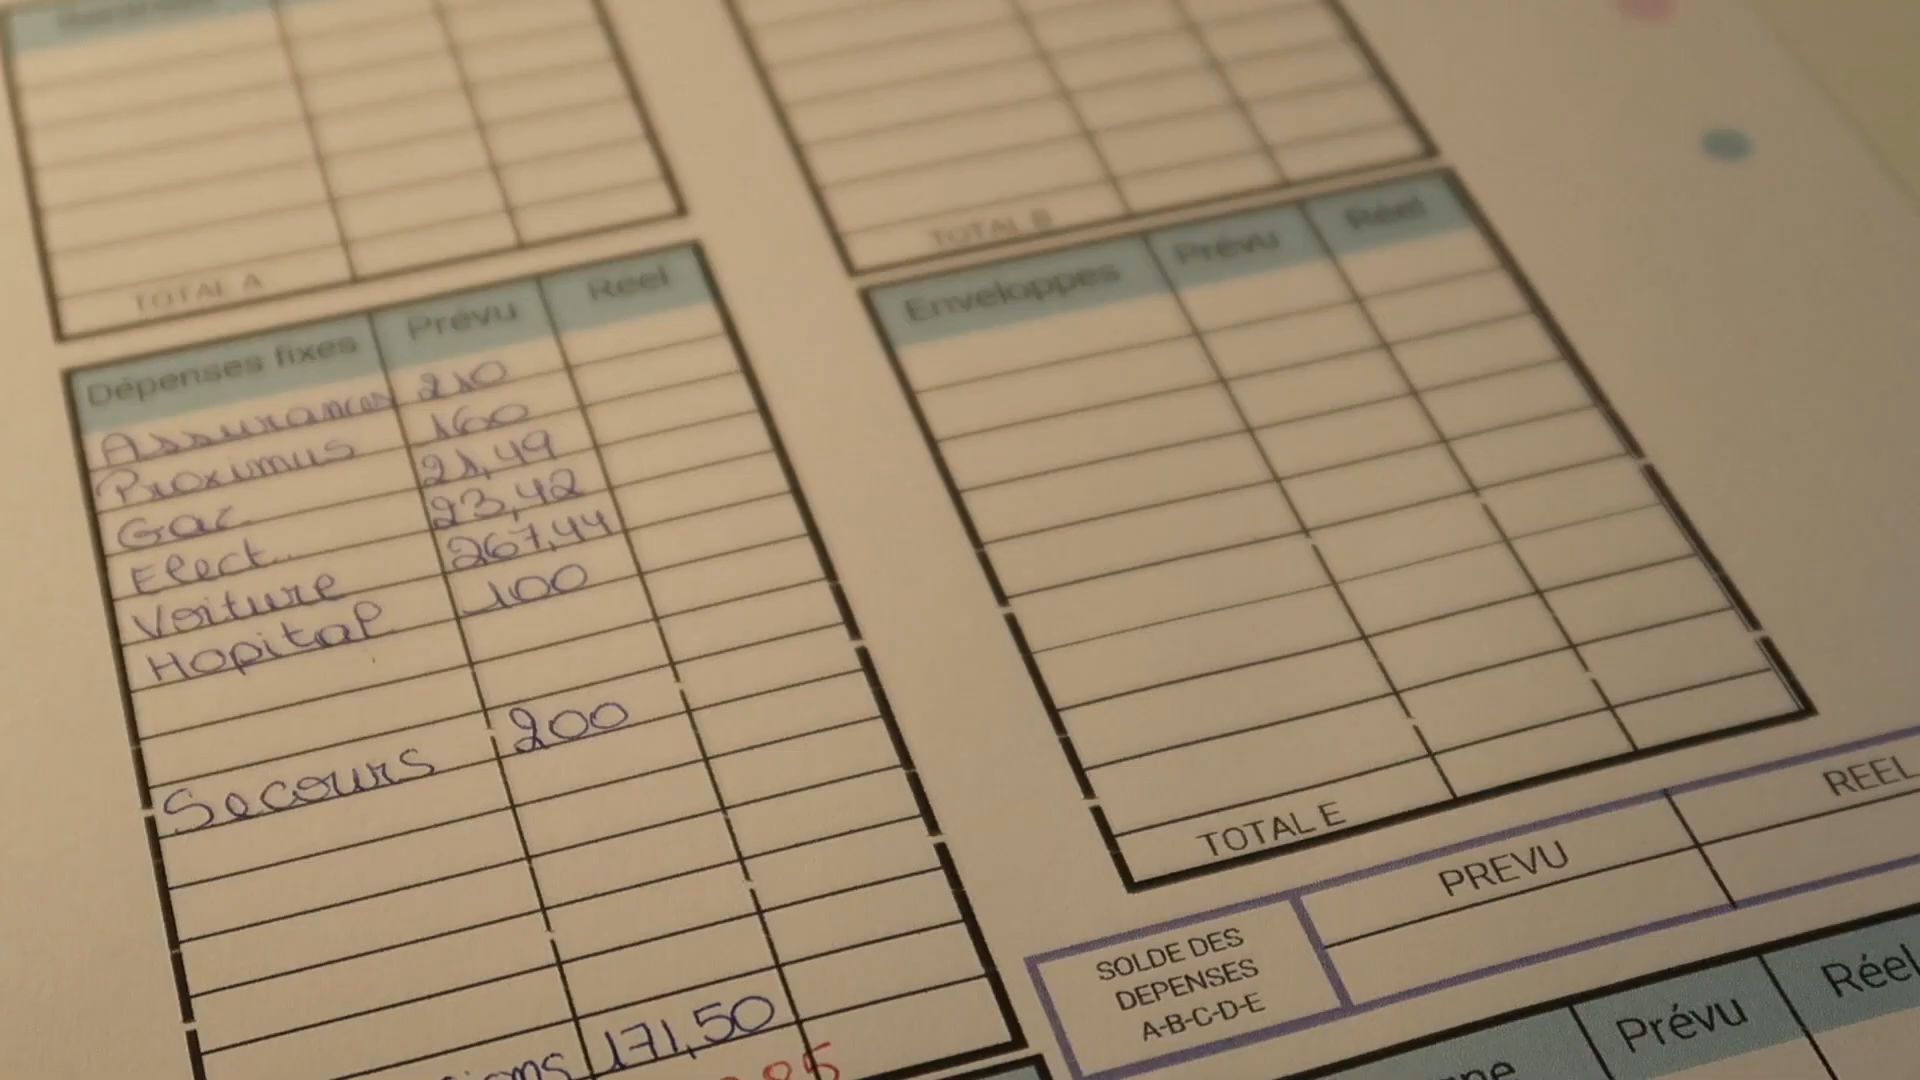 TOTAL A
TOTAL B
Dépenses fixes Prévu Réel
Assurances 210
Proximus 160
Gaz 21,49
Elect. 23,42
Voiture 267,44
Hopital 100
Secours 200
171,50
Enveloppes Prévu Réel
TOTAL E
PREVU REEL
SOLDE DES
DEPENSES
A-B-C-D-E
Prévu Réel